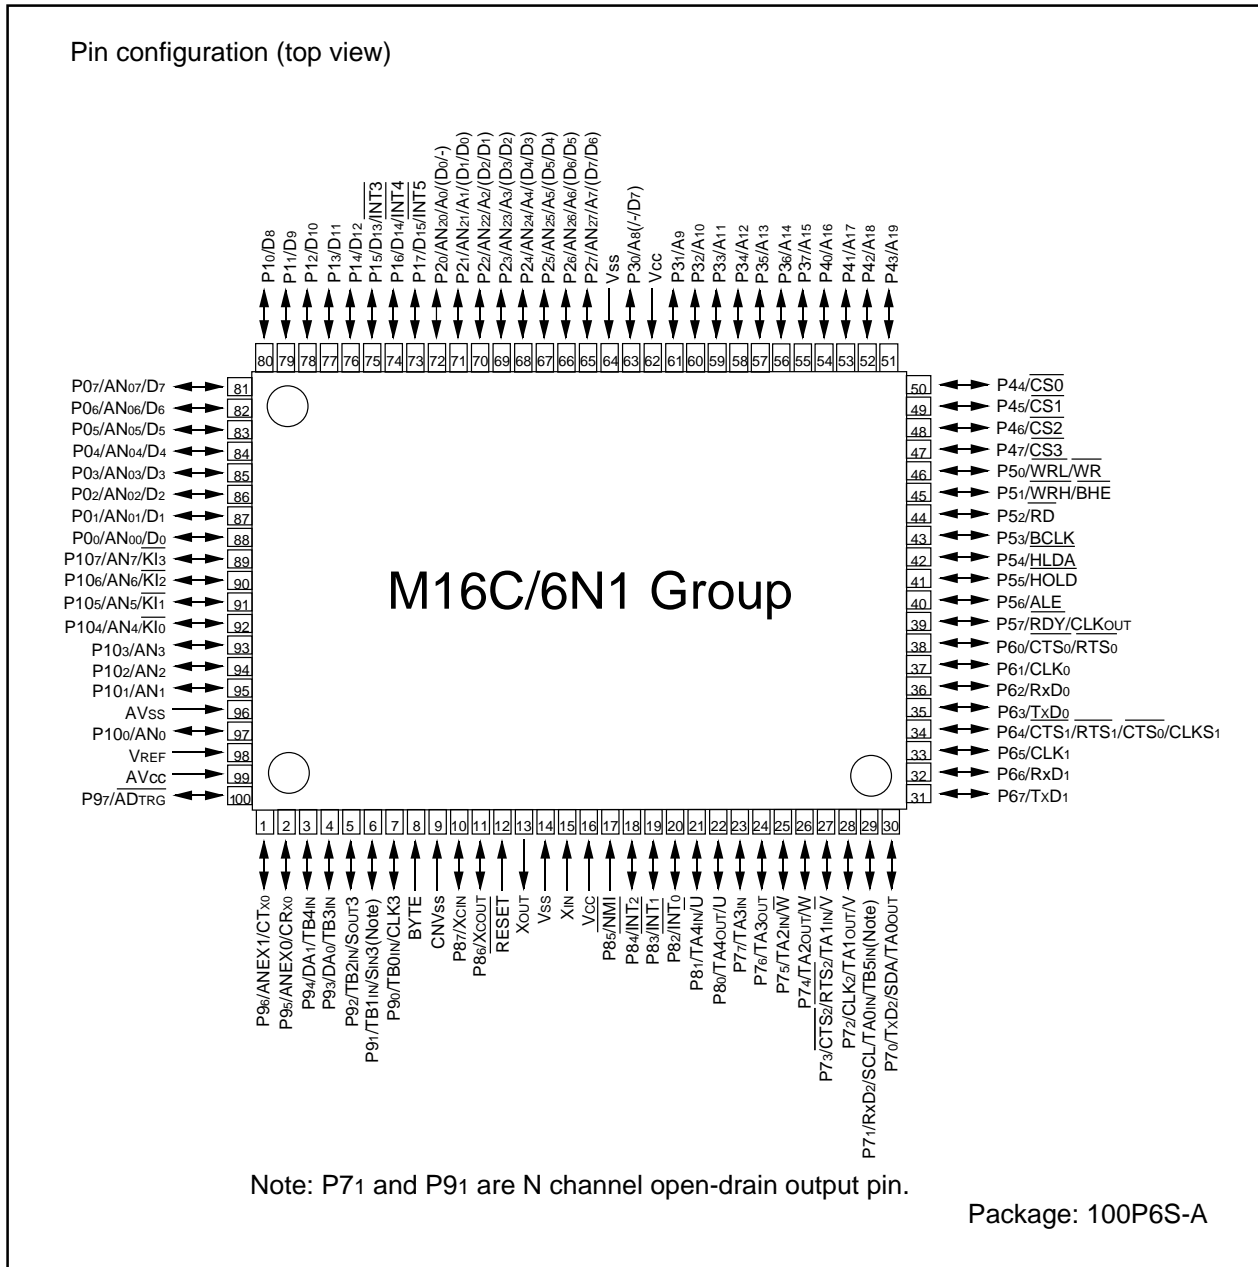 Pin configuration (top view)
P10/D8
P11/D9
P12/D10
P13/D11
P14/D12
P15/D13/INT3
P16/D14/INT4
P17/D15/INT5
P20/AN20/A0/(D0/-)
P21/AN21/A1/(D1/D0)
P22/AN22/A2/(D2/D1)
P23/AN23/A3/(D3/D2)
P24/AN24/A4/(D4/D3)
P25/AN25/A5/(D5/D4)
P26/AN26/A6/(D6/D5)
P27/AN27/A7/(D7/D6)
Vss
P30/A8(/-/D7)
Vcc
P31/A9
P32/A10
P33/A11
P34/A12
P35/A13
P36/A14
P37/A15
P40/A16
P41/A17
P42/A18
P43/A19
80 79 78 77 76 75 74 73 72 71 70 69 68 67 66 65 64 63 62 61 60 59 58 57 56 55 54 53 52 51
P07/AN07/D7 81
P06/AN06/D6 82
P05/AN05/D5 83
P04/AN04/D4 84
P03/AN03/D3 85
P02/AN02/D2 86
P01/AN01/D1 87
P00/AN00/D0 88
P107/AN7/KI3 89
P106/AN6/KI2 90
P105/AN5/KI1 91
P104/AN4/KI0 92
P103/AN3 93
P102/AN2 94
P101/AN1 95
AVSS 96
P100/AN0 97
VREF 98
AVcc 99
P97/ADTRG 100
M16C/6N1 Group
50 P44/CS0
49 P45/CS1
48 P46/CS2
47 P47/CS3
46 P50/WRL/WR
45 P51/WRH/BHE
44 P52/RD
43 P53/BCLK
42 P54/HLDA
41 P55/HOLD
40 P56/ALE
39 P57/RDY/CLKOUT
38 P60/CTS0/RTS0
37 P61/CLK0
36 P62/RxD0
35 P63/TXD0
34 P64/CTS1/RTS1/CTS0/CLKS1
33 P65/CLK1
32 P66/RxD1
31 P67/TXD1
1 2 3 4 5 6 7 8 9 10 11 12 13 14 15 16 17 18 19 20 21 22 23 24 25 26 27 28 29 30
P96/ANEX1/CTX0
P95/ANEX0/CRX0
P94/DA1/TB4IN
P93/DA0/TB3IN
P92/TB2IN/SOUT3
P91/TB1IN/SIN3(Note)
P90/TB0IN/CLK3
BYTE
CNVss
P87/XCIN
P86/XCOUT
RESET
XOUT
VSS
XIN
VCC
P85/NMI
P84/INT2
P83/INT1
P82/INT0
P81/TA4IN/U
P80/TA4OUT/U
P77/TA3IN
P76/TA3OUT
P75/TA2IN/W
P74/TA2OUT/W
P73/CTS2/RTS2/TA1IN/V
P72/CLK2/TA1OUT/V
P71/RxD2/SCL/TA0IN/TB5IN(Note)
P70/TXD2/SDA/TA0OUT
Note: P71 and P91 are N channel open-drain output pin.
Package: 100P6S-A